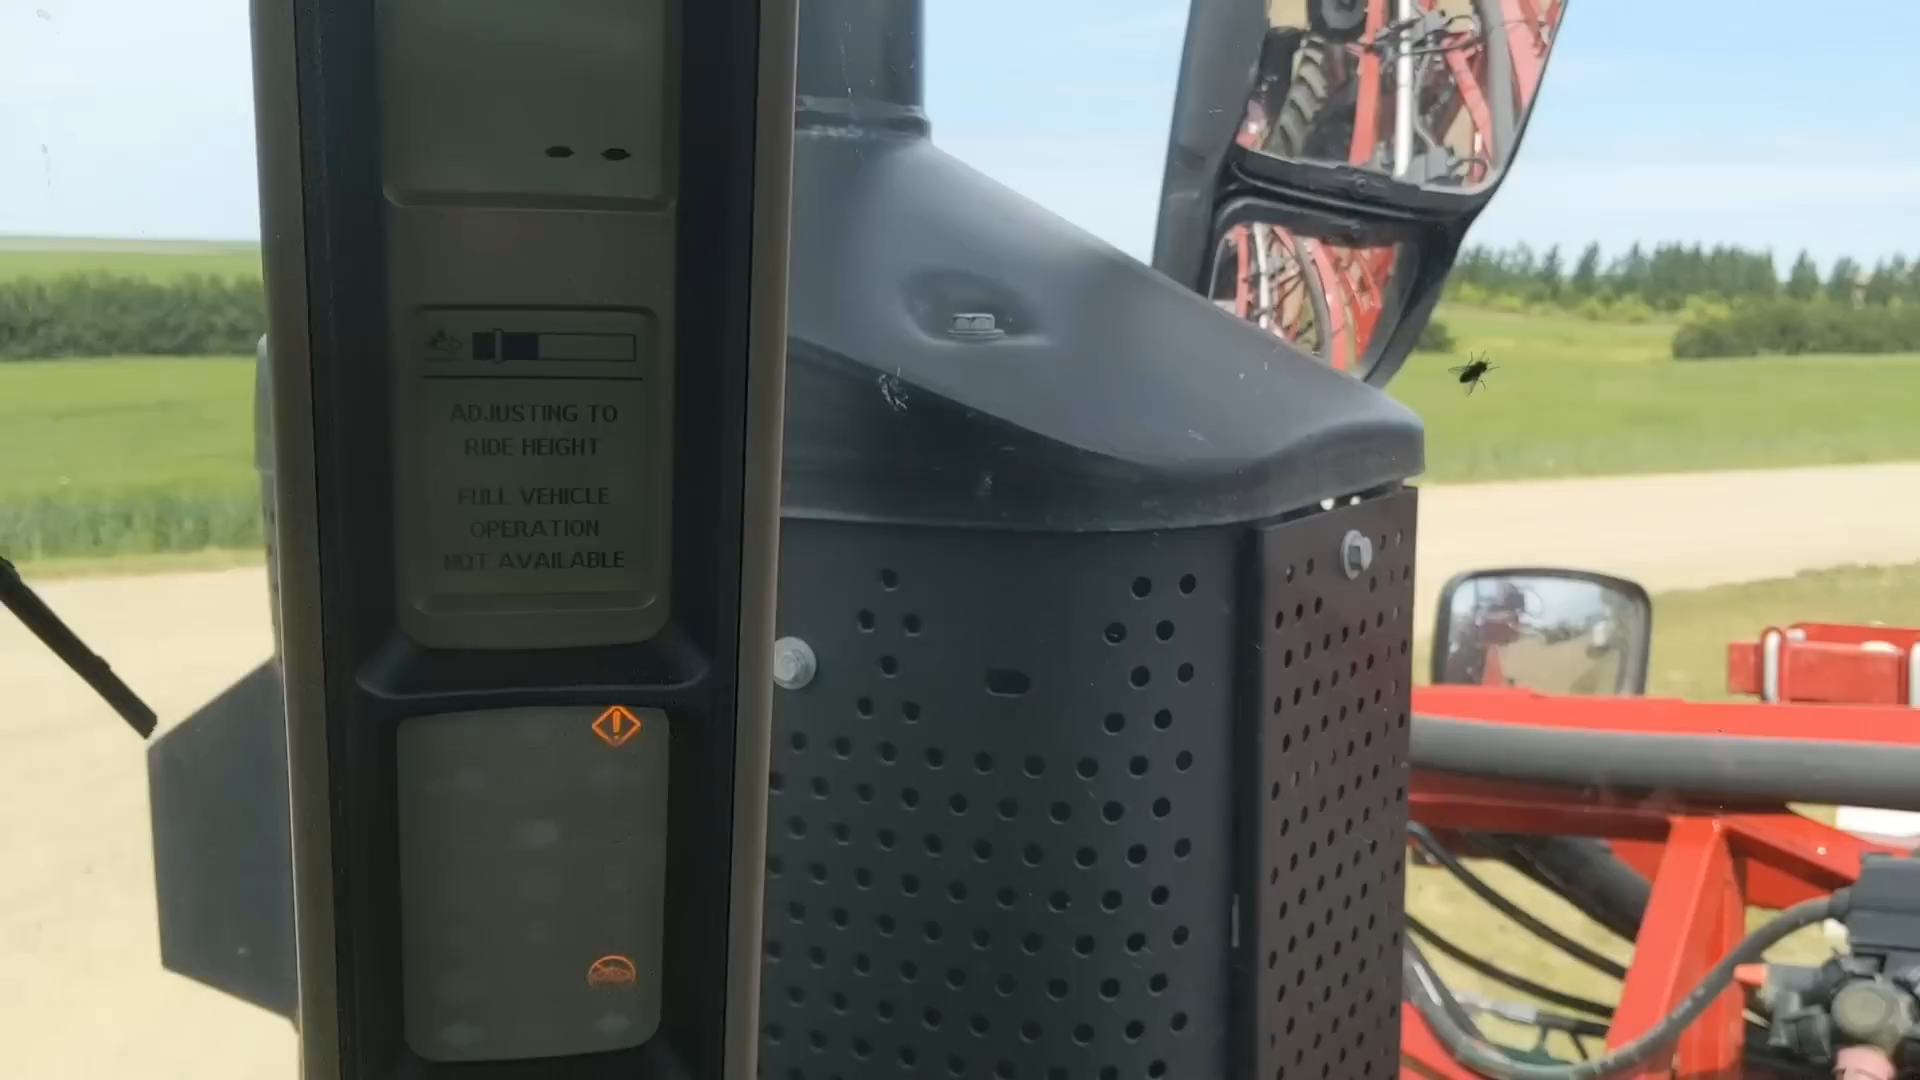 ADJUSTING TO
RIDE HEIGHT
FULL VEHICLE
OPERATION
NOT AVAILABLE